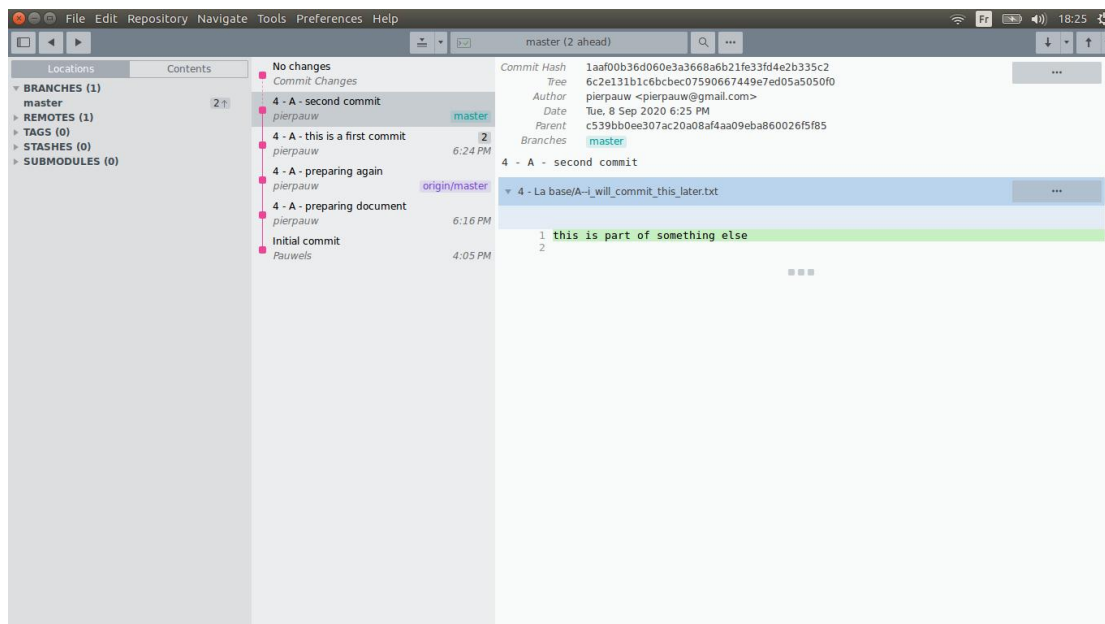 File Edit Repository Navigate Tools Preferences Help
Fr
18:25
master (2 ahead)
Locations Contents
BRANCHES (1)
master 2↑
REMOTES (1)
TAGS (0)
STASHES (0)
SUBMODULES (0)
No changes
Commit Changes
4 - A - second commit
pierpauw master
4 - A - this is a first commit 2
pierpauw 6:24 PM
4 - A - preparing again
pierpauw origin/master
4 - A - preparing document
pierpauw 6:16 PM
Initial commit
Pauwels 4:05 PM
Commit Hash 1aaf00b36d060e3a3668a6b21fe33fd4e2b335c2
Tree 6c2e131b1c6bcbec07590667449e7ed05a5050f0
Author pierpauw <pierpauw@gmail.com>
Date Tue, 8 Sep 2020 6:25 PM
Parent c539bb0ee307ac20a08af4aa09eba860026f5f85
Branches master
4 - A - second commit
4 - La base/A--i_will_commit_this_later.txt
1 this is part of something else
2